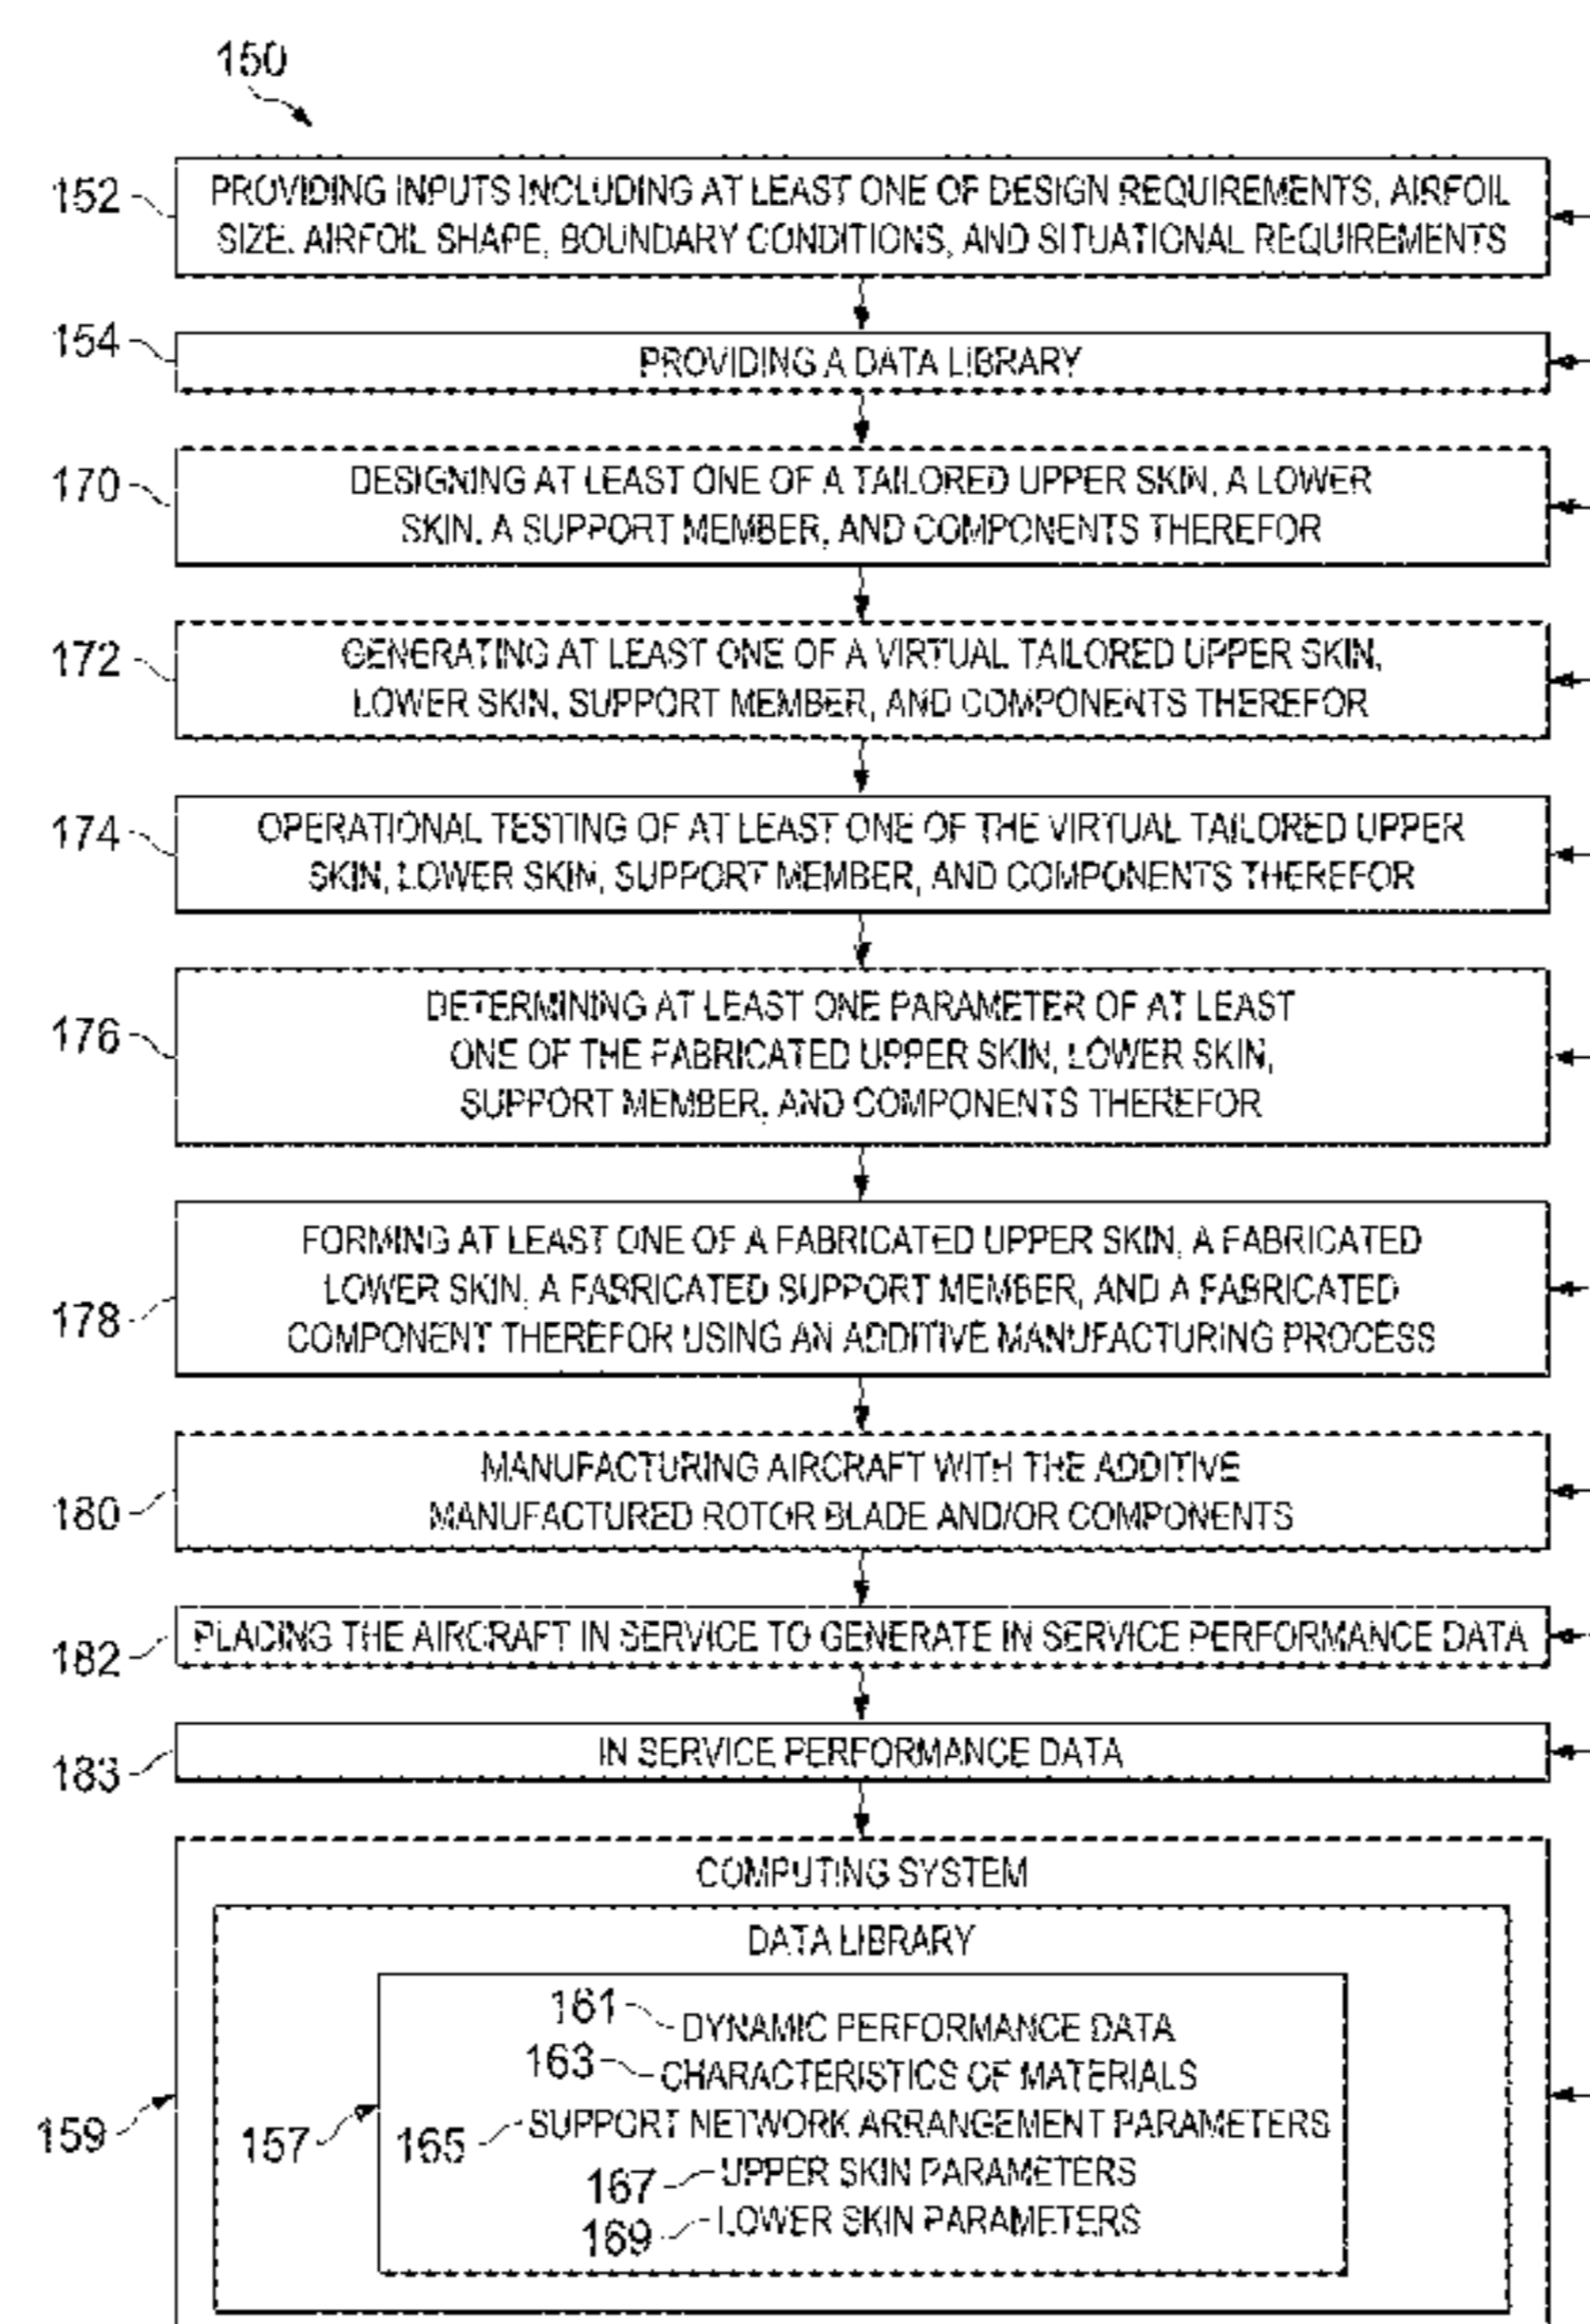 150
152
PROVIDING INPUTS INCLUDING AT LEAST ONE OF DESIGN REQUIREMENTS, AIRFOIL
SIZE, AIRFOIL SHAPE, BOUNDARY CONDITIONS, AND SITUATIONAL REQUIREMENTS
154
PROVIDING A DATA LIBRARY
170
DESIGNING AT LEAST ONE OF A TAILORED UPPER SKIN, A LOWER
SKIN, A SUPPORT MEMBER, AND COMPONENTS THEREFOR
172
GENERATING AT LEAST ONE OF A VIRTUAL TAILORED UPPER SKIN,
LOWER SKIN, SUPPORT MEMBER, AND COMPONENTS THEREFOR
174
OPERATIONAL TESTING OF AT LEAST ONE OF THE VIRTUAL TAILORED UPPER
SKIN, LOWER SKIN, SUPPORT MEMBER, AND COMPONENTS THEREFOR
176
DETERMINING AT LEAST ONE PARAMETER OF AT LEAST
ONE OF THE FABRICATED UPPER SKIN, LOWER SKIN,
SUPPORT MEMBER, AND COMPONENTS THEREFOR
178
FORMING AT LEAST ONE OF A FABRICATED UPPER SKIN, A FABRICATED
LOWER SKIN, A FABRICATED SUPPORT MEMBER, AND A FABRICATED
COMPONENT THEREFOR USING AN ADDITIVE MANUFACTURING PROCESS
180
MANUFACTURING AIRCRAFT WITH THE ADDITIVE
MANUFACTURED ROTOR BLADE AND/OR COMPONENTS
182
PLACING THE AIRCRAFT IN SERVICE TO GENERATE IN SERVICE PERFORMANCE DATA
183
IN SERVICE PERFORMANCE DATA
COMPUTING SYSTEM
DATA LIBRARY
161 DYNAMIC PERFORMANCE DATA
163 CHARACTERISTICS OF MATERIALS
159
157
165 SUPPORT NETWORK ARRANGEMENT PARAMETERS
167 UPPER SKIN PARAMETERS
169 LOWER SKIN PARAMETERS